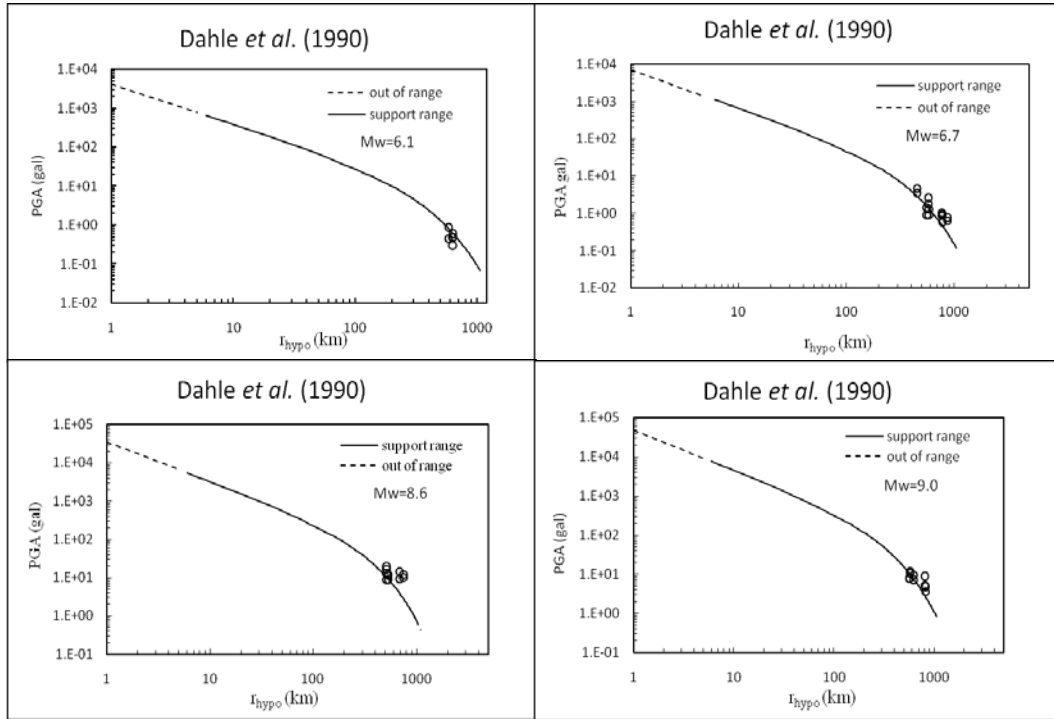 Dahle et al. (1990)
1.E+04
1.E+03
1.E+02
1.E+01
1.E+00
1.E-01
1.E-02
PGA (gal)
out of range
support range
Mw=6.1
1 10 100 1000
rhypo (km)
Dahle et al. (1990)
1.E+04
1.E+03
1.E+02
1.E+01
1.E+00
1.E-01
1.E-02
PGA gal)
support range
out of range
Mw=6.7
1 10 100 1000
rhypo (km)
Dahle et al. (1990)
1.E+05
1.E+04
1.E+03
1.E+02
1.E+01
1.E+00
1.E-01
PGA (gal)
support range
out of range
Mw=8.6
1 10 100 1000
rhypo (km)
Dahle et al. (1990)
1.E+05
1.E+04
1.E+03
1.E+02
1.E+01
1.E+00
1.E-01
PGA (gal)
support range
out of range
Mw=9.0
1 10 100 1000
rhypo (km)